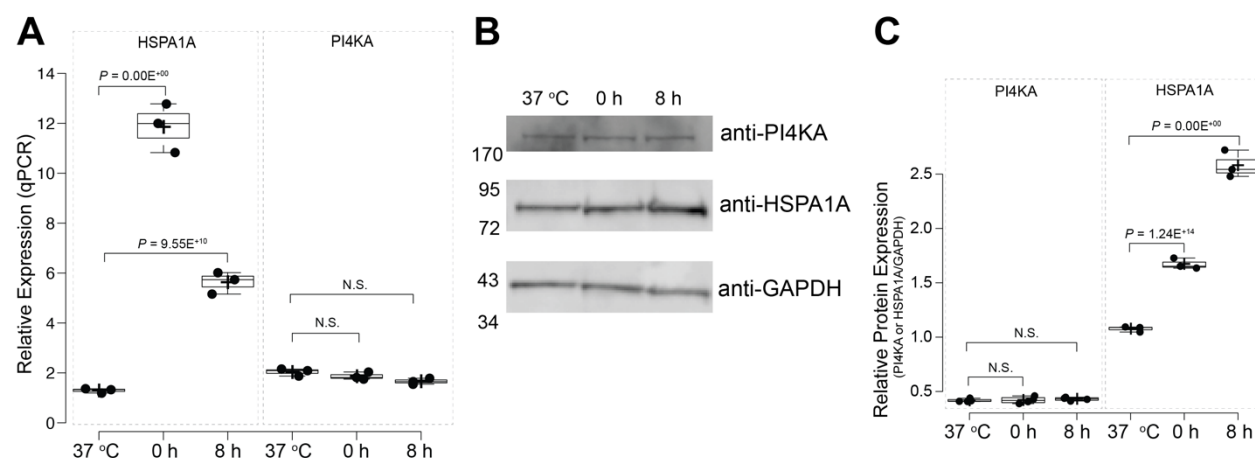 A
HSPA1A
PI4KA
Relative Expression (qPCR)
14
12
10
8
6
4
2
0
P = 0.00E+00
P = 9.55E+10
N.S.
N.S.
37 °C
0 h
8 h
37 °C
0 h
8 h
B
37 °C 0 h 8 h
anti-PI4KA
170
95
anti-HSPA1A
72
43
anti-GAPDH
34
C
PI4KA
HSPA1A
Relative Protein Expression
(PI4KA or HSPA1A/GAPDH)
2.5
2.0
1.5
1.0
0.5
P = 0.00E+00
P = 1.24E+14
N.S.
N.S.
37 °C
0 h
8 h
37 °C
0 h
8 h